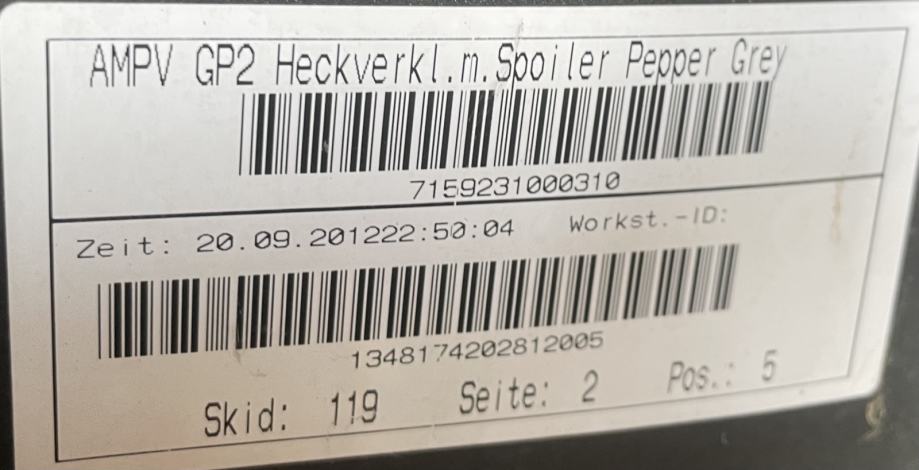 AMPV GP2 Heckverkl.m.Spoiler Pepper Grey
7159231000310
Zeit: 20.09.201222:50:04 Workst.-ID:
1348174202812005
Skid: 119 Seite: 2 Pos.: 5